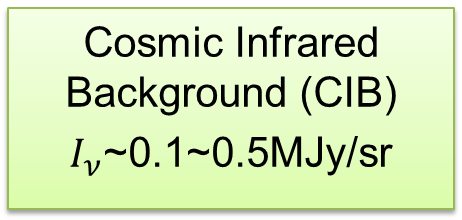 Cosmic Infrared
Background (CIB)
𝐼𝜈~0.1~0.5MJy/sr